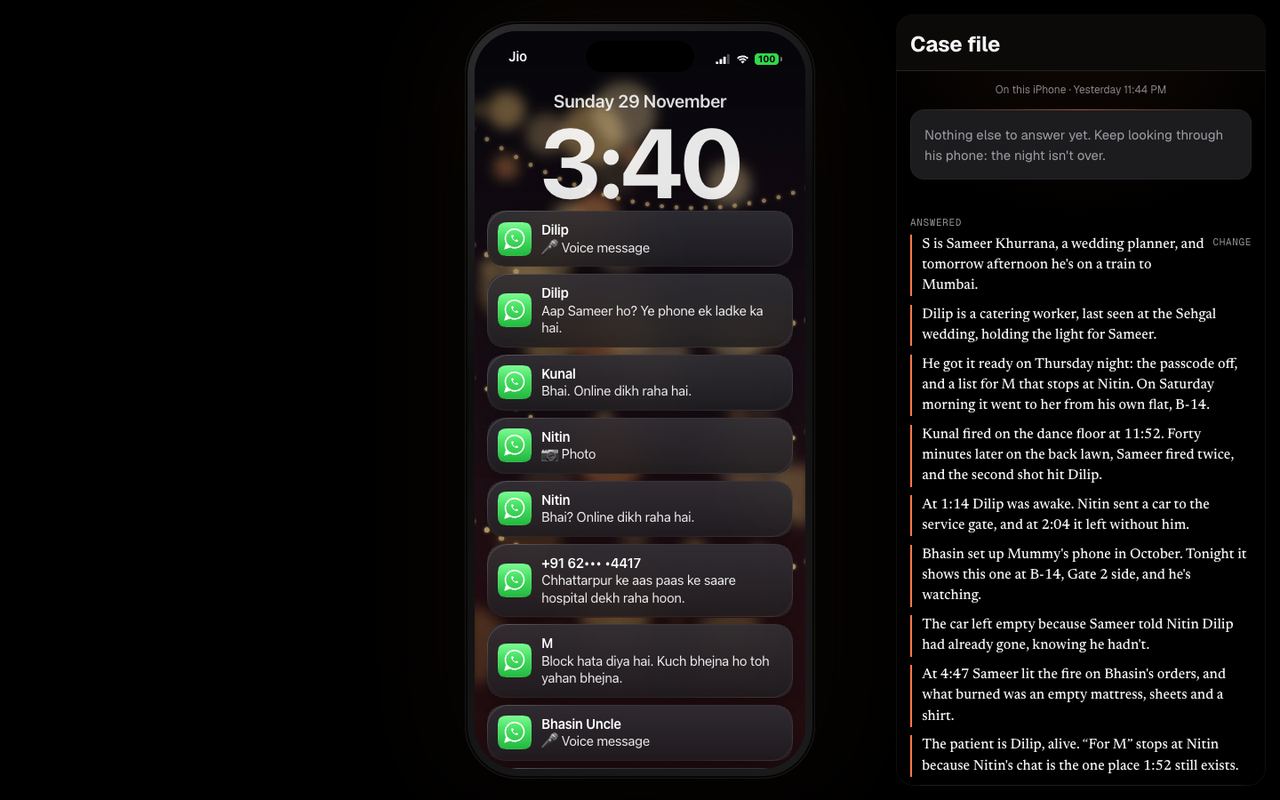 Jio
100
Sunday 29 November
3:40
Dilip
🎤 Voice message
Dilip
Aap Sameer ho? Ye phone ek ladke ka
hai.
Kunal
Bhai. Online dikh raha hai.
Nitin
📷 Photo
Nitin
Bhai? Online dikh raha hai.
+91 62••• •4417
Chhattarpur ke aas paas ke saare
hospital dekh raha hoon.
M
Block hata diya hai. Kuch bhejna ho toh
yahan bhejna.
Bhasin Uncle
🎤 Voice message
Case file
On this iPhone · Yesterday 11:44 PM
Nothing else to answer yet. Keep looking through
his phone: the night isn't over.
ANSWERED
S is Sameer Khurrana, a wedding planner, and
CHANGE
tomorrow afternoon he's on a train to
Mumbai.
Dilip is a catering worker, last seen at the Sehgal
wedding, holding the light for Sameer.
He got it ready on Thursday night: the passcode off,
and a list for M that stops at Nitin. On Saturday
morning it went to her from his own flat, B-14.
Kunal fired on the dance floor at 11:52. Forty
minutes later on the back lawn, Sameer fired twice,
and the second shot hit Dilip.
At 1:14 Dilip was awake. Nitin sent a car to the
service gate, and at 2:04 it left without him.
Bhasin set up Mummy's phone in October. Tonight it
shows this one at B-14, Gate 2 side, and he's
watching.
The car left empty because Sameer told Nitin Dilip
had already gone, knowing he hadn't.
At 4:47 Sameer lit the fire on Bhasin's orders, and
what burned was an empty mattress, sheets and a
shirt.
The patient is Dilip, alive. “For M” stops at Nitin
because Nitin's chat is the one place 1:52 still exists.